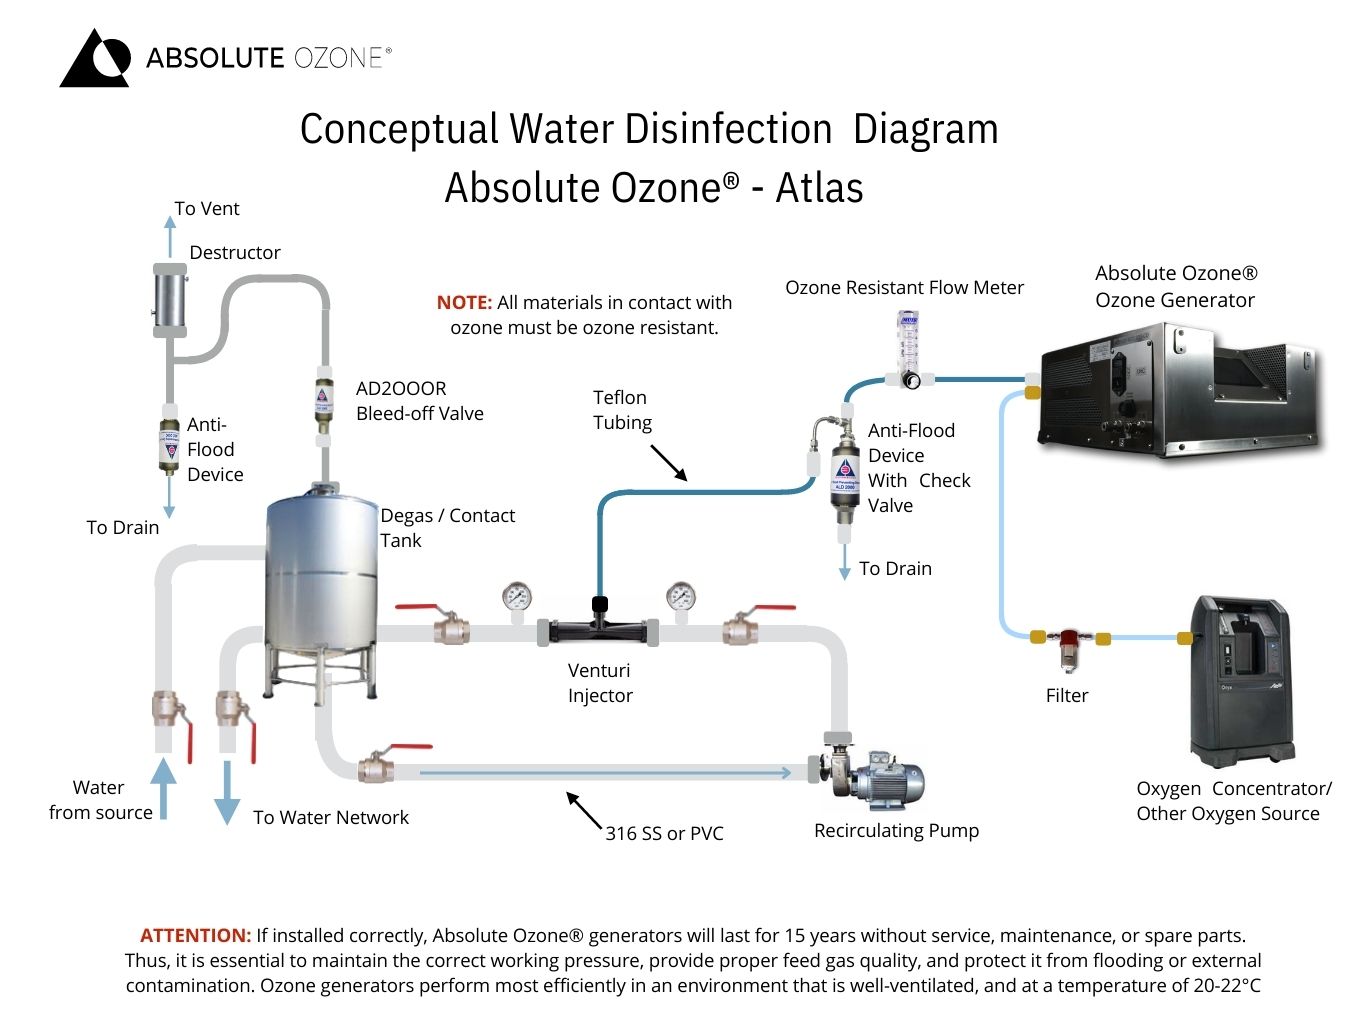 ABSOLUTE OZONE®
Conceptual Water Disinfection Diagram
Absolute Ozone® - Atlas
To Vent
Destructor
NOTE: All materials in contact with
ozone must be ozone resistant.
Ozone Resistant Flow Meter
Absolute Ozone®
Ozone Generator
AD2000R
Bleed-off Valve
Teflon
Tubing
Anti-
Flood
Device
Anti-Flood
Device
With Check
Valve
ALD 2000
To Drain
Degas / Contact
Tank
To Drain
Venturi
Injector
Filter
Water
from source
To Water Network
316 SS or PVC
Recirculating Pump
Oxygen Concentrator/
Other Oxygen Source
ATTENTION: If installed correctly, Absolute Ozone® generators will last for 15 years without service, maintenance, or spare parts.
Thus, it is essential to maintain the correct working pressure, provide proper feed gas quality, and protect it from flooding or external
contamination. Ozone generators perform most efficiently in an environment that is well-ventilated, and at a temperature of 20-22°C